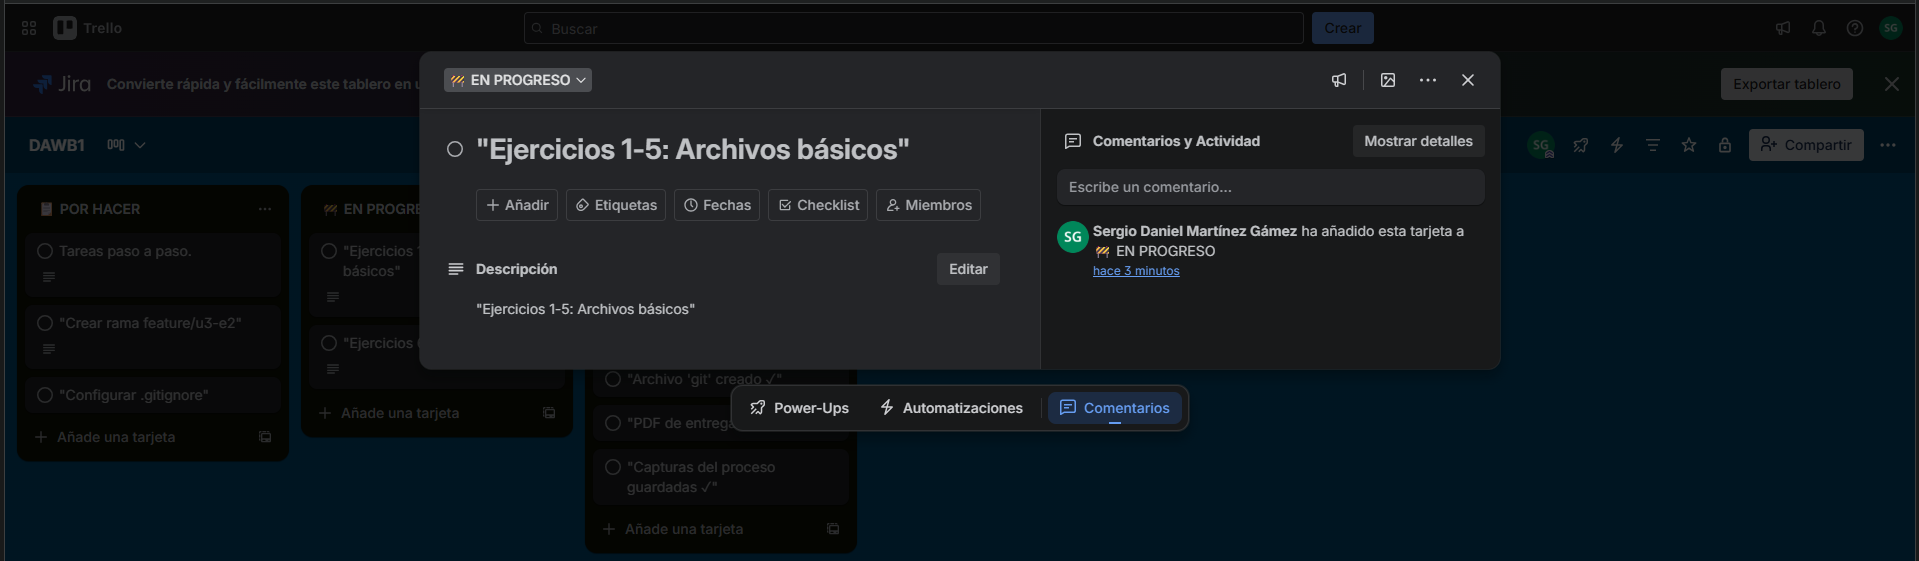 Trello
Buscar
Crear
SG
Jira
Convierte rápida y fácilmente este tablero en u
Exportar tablero
EN PROGRESO
DAWB1
SG
Compartir
"Ejercicios 1-5: Archivos básicos"
Añadir
Etiquetas
Fechas
Checklist
Miembros
Descripción
Editar
"Ejercicios 1-5: Archivos básicos"
Comentarios y Actividad
Mostrar detalles
Escribe un comentario...
SG
Sergio Daniel Martínez Gámez ha añadido esta tarjeta a
EN PROGRESO
hace 3 minutos
POR HACER
Tareas paso a paso.
"Crear rama feature/u3-e2"
"Configurar .gitignore"
Añade una tarjeta
EN PROGRE
"Ejercicios 1
básicos"
"Ejercicios
Añade una tarjeta
"Archivo 'git' creado ✓"
"PDF de entrega
"Capturas del proceso
guardadas ✓"
Añade una tarjeta
Power-Ups
Automatizaciones
Comentarios